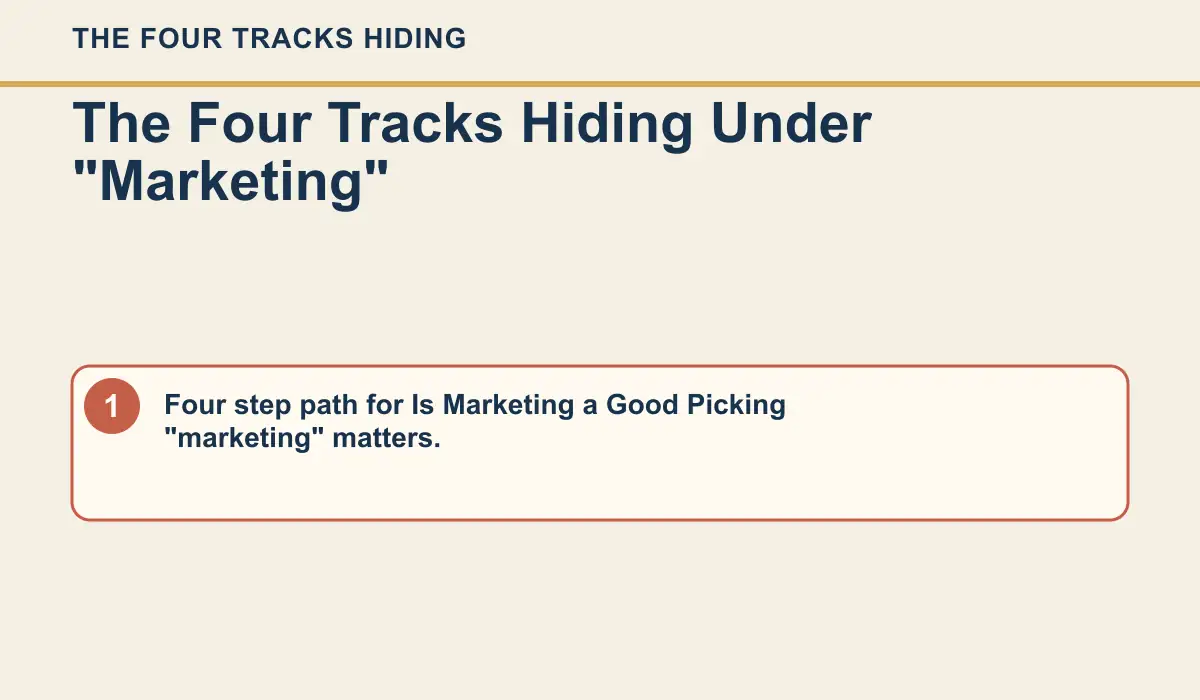 THE FOUR TRACKS HIDING
The Four Tracks Hiding Under
"Marketing"
1
Four step path for Is Marketing a Good Picking
"marketing" matters.